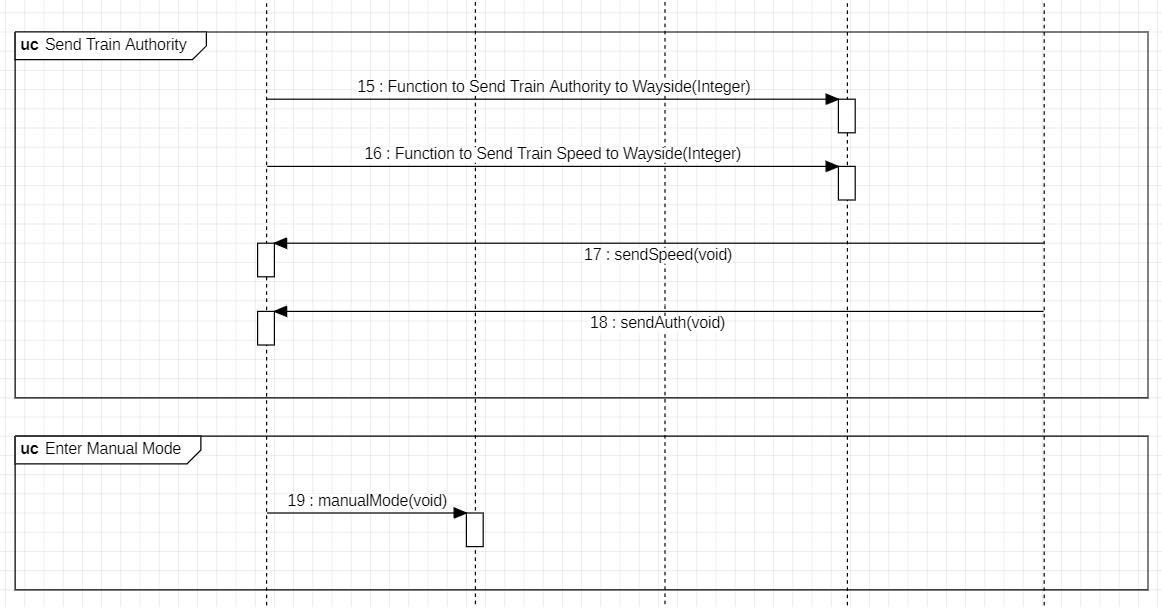 uc Send Train Authority
15 : Function to Send Train Authority to Wayside(Integer)
16 : Function to Send Train Speed to Wayside(Integer)
17 : sendSpeed(void)
18 : sendAuth(void)
uc Enter Manual Mode
19 : manualMode(void)